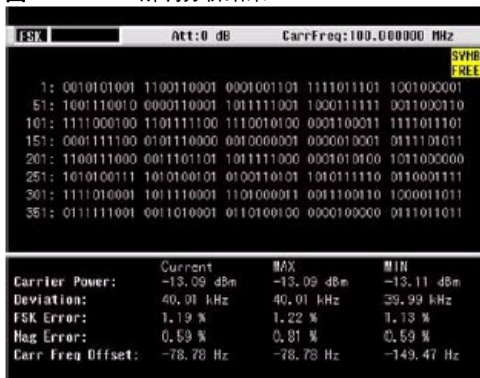 FSK Att:0 dB CarrFreq:100.000000 MHz
SYMB
FREE
1: 0010101001 1100110001 0001001101 1111011101 1001000001
51: 1001110010 0000110001 1011111001 1000111111 0011000110
101: 1111000100 1101111100 1110010100 0001100011 1111011101
151: 0001111100 0101110000 0010000001 0000010001 0111101011
201: 1100111000 0011101101 1011111000 0001010100 1011000000
251: 1010100111 1010100101 0100110101 1010111110 0110001111
301: 1111010001 1011110001 1101000011 0011100110 1000011011
351: 0111111001 0011010001 0110100100 0000100000 0111011011
Current MAX MIN
Carrier Power: -13.09 dBm -13.09 dBm -13.11 dBm
Deviation: 40.01 kHz 40.01 kHz 39.99 kHz
FSK Error: 1.19 % 1.22 % 1.13 %
Mag Error: 0.59 % 0.81 % 0.59 %
Carr Freq Offset: -78.78 Hz -78.78 Hz -149.47 Hz